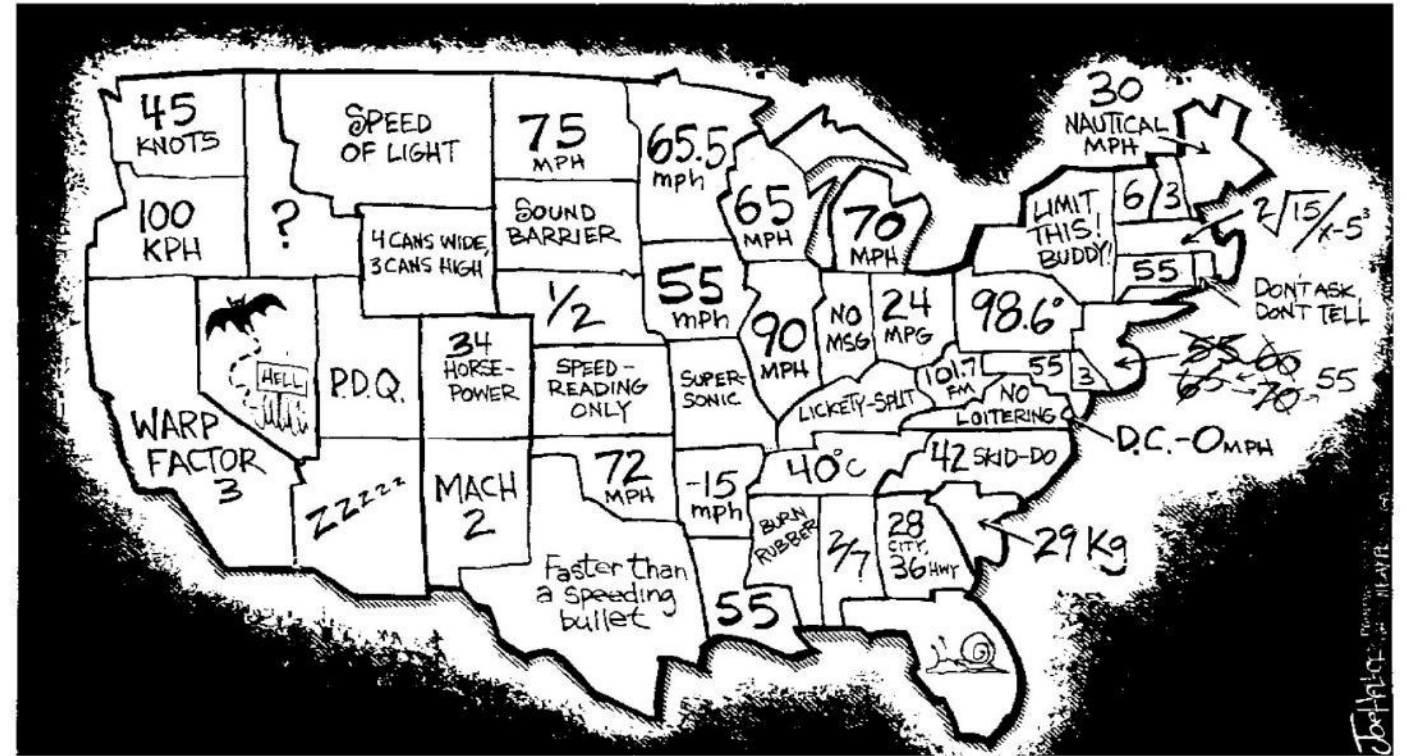 45
KNOTS
100
KPH
?
SPEED
OF LIGHT
4 CANS WIDE,
3 CANS HIGH
75
MPH
SOUND
BARRIER
1/2
65.5
mph
55
mph
65
MPH
70
MPH
90
MPH
NO
MSG
24
MPG
98.6°
LIMIT
THIS!
BUDDY!
6
3
30
NAUTICAL
MPH
2√15/x-5³
55
DON'T ASK
DON'T TELL
55 60
65 70 55
55
3
D.C.-0 MPH
HELL
WARP
FACTOR
3
P.D.Q.
34
HORSE-
POWER
SPEED-
READING
ONLY
SUPER-
SONIC
LICKETY-SPLIT
101.7
FM
NO
LOITERING
ZZZZZZ
MACH
2
72
MPH
-15
mph
40°C
42 SKID-DO
29 Kg
BURN
RUBBER
2/7
28
CITY,
36 HWY
Faster than
a speeding
bullet
55